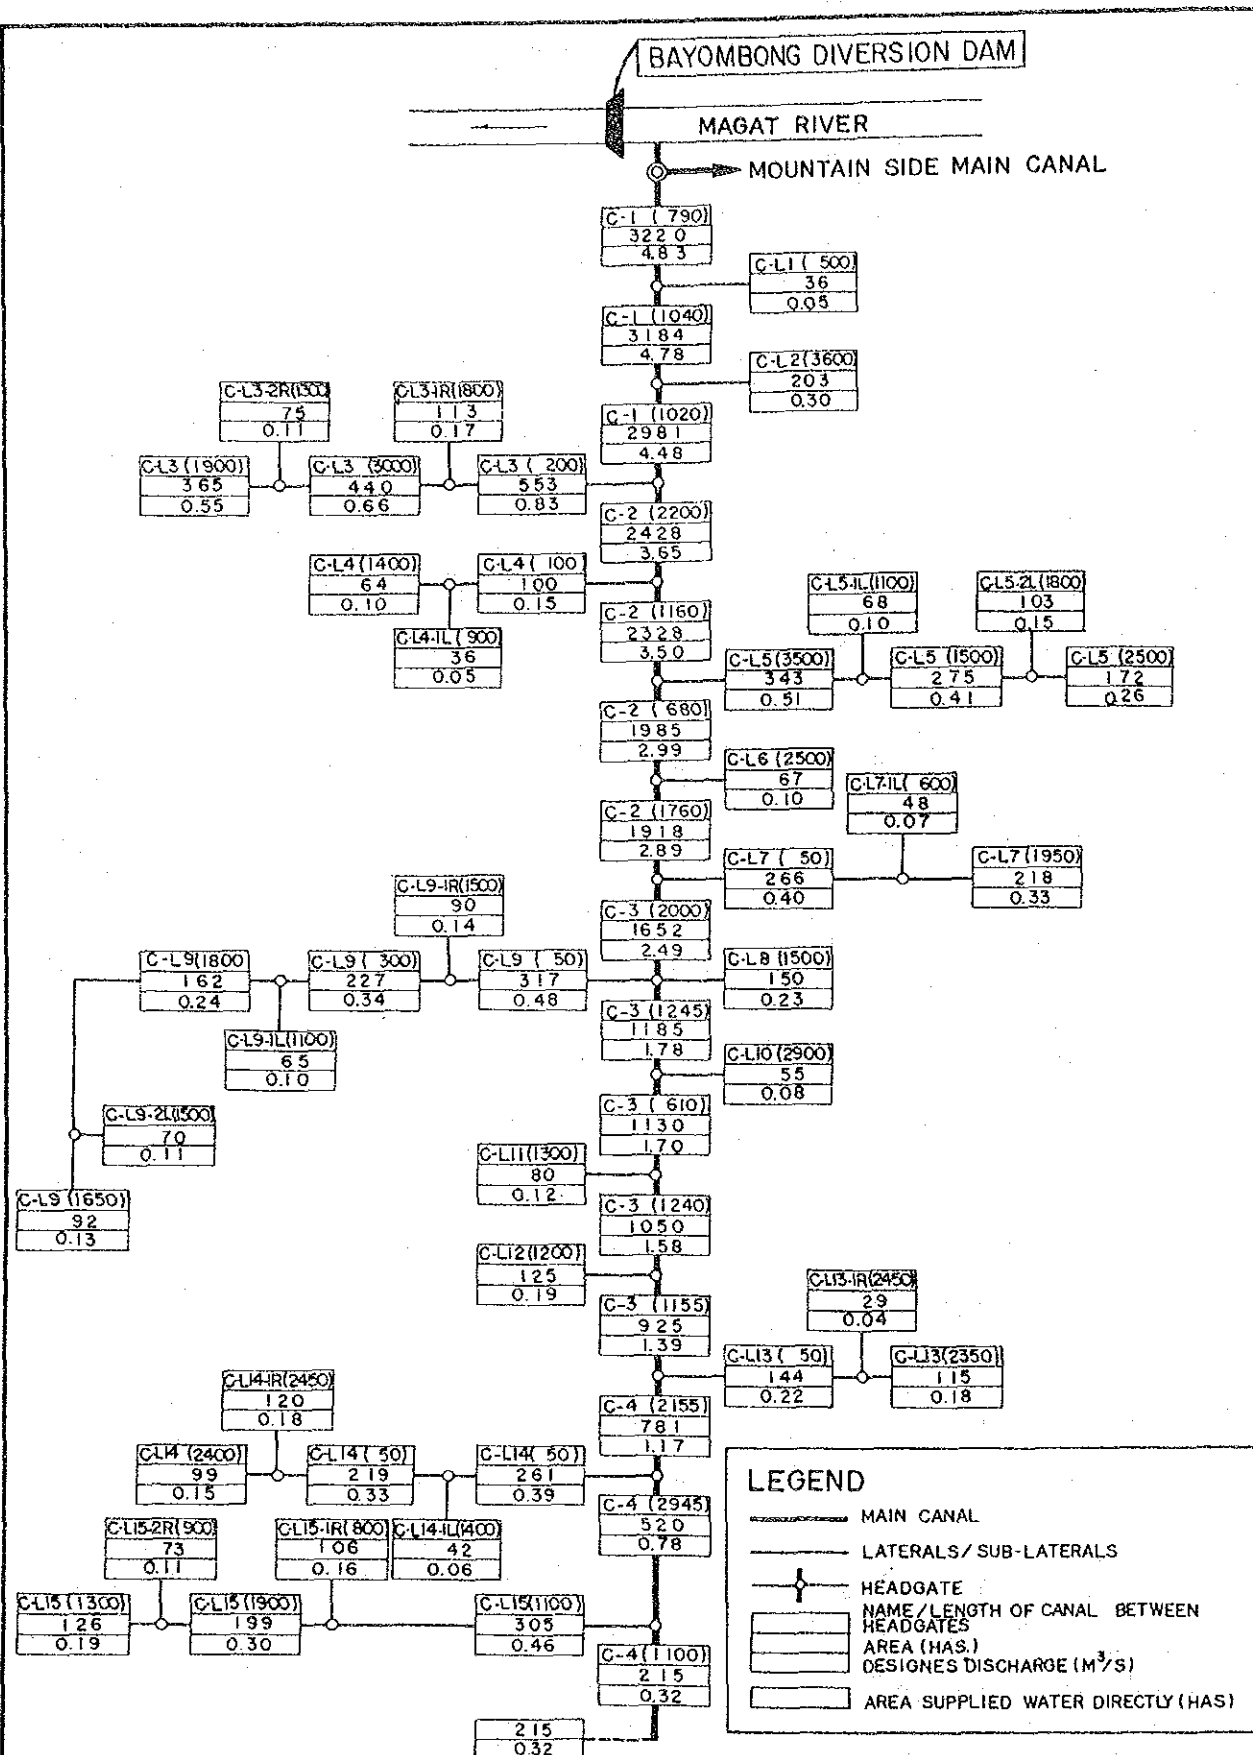 BAYOMBONG DIVERSION DAM
MAGAT RIVER
MOUNTAIN SIDE MAIN CANAL
C-1 ( 790)
3220
4.83
C-L1 ( 500)
36
0.05
C-1 (1040)
3184
4.78
C-L2(3600)
203
0.30
C-1 (1020)
2981
4.48
C-L3-2R(1300)
75
0.11
C-L3-1R(1800)
113
0.17
C-L3 (1900)
365
0.55
C-L3 (3000)
440
0.66
C-L3 ( 200)
553
0.83
C-2 (2200)
2428
3.65
C-L4(1400)
64
0.10
C-L4( 100)
100
0.15
C-L4-1L( 900)
36
0.05
C-2 (1160)
2328
3.50
C-L5-1L(1100)
68
0.10
C-L5-2L(1800)
103
0.15
C-L5(3500)
343
0.51
C-L5 (1500)
275
0.41
C-L5 (2500)
172
0.26
C-2 ( 680)
1985
2.99
C-L6 (2500)
67
0.10
C-L7-1L( 600)
48
0.07
C-2 (1760)
1918
2.89
C-L7 ( 50)
266
0.40
C-L7 (1950)
218
0.33
C-L9-1R(1500)
90
0.14
C-3 (2000)
1652
2.49
C-L9(1800
162
0.24
C-L9 ( 300)
227
0.34
C-L9 ( 50)
317
0.48
C-L8 (1500)
150
0.23
C-L9-1L(1100)
65
0.10
C-3 (1245)
1185
1.78
C-L10 (2900)
55
0.08
C-L9-2L(1500)
70
0.11
C-3 ( 610)
1130
1.70
C-L11(1300)
80
0.12
C-L9 (1650)
92
0.13
C-3 (1240)
1050
1.58
C-L12(1200)
125
0.19
C-L13-1R(2450)
29
0.04
C-3 (1155)
925
1.39
C-L13( 50)
144
0.22
C-L13(2350)
115
0.18
C-L14-1R(2450)
120
0.18
C-4 (2155)
781
1.17
C-L14 (2400)
99
0.15
C-L14( 50)
219
0.33
C-L14( 50)
261
0.39
C-4 (2945)
520
0.78
C-L15-2R(900)
73
0.11
C-L15-1R(800)
106
0.16
C-L14-1L(1400)
42
0.06
C-L15 (1300)
126
0.19
C-L15(1900)
199
0.30
C-L15(1100)
305
0.46
C-4(1100)
215
0.32
215
0.32
LEGEND
MAIN CANAL
LATERALS/SUB-LATERALS
HEADGATE
NAME/LENGTH OF CANAL BETWEEN
HEADGATES
AREA (HAS.)
DESIGNES DISCHARGE (M³/S)
AREA SUPPLIED WATER DIRECTLY (HAS)